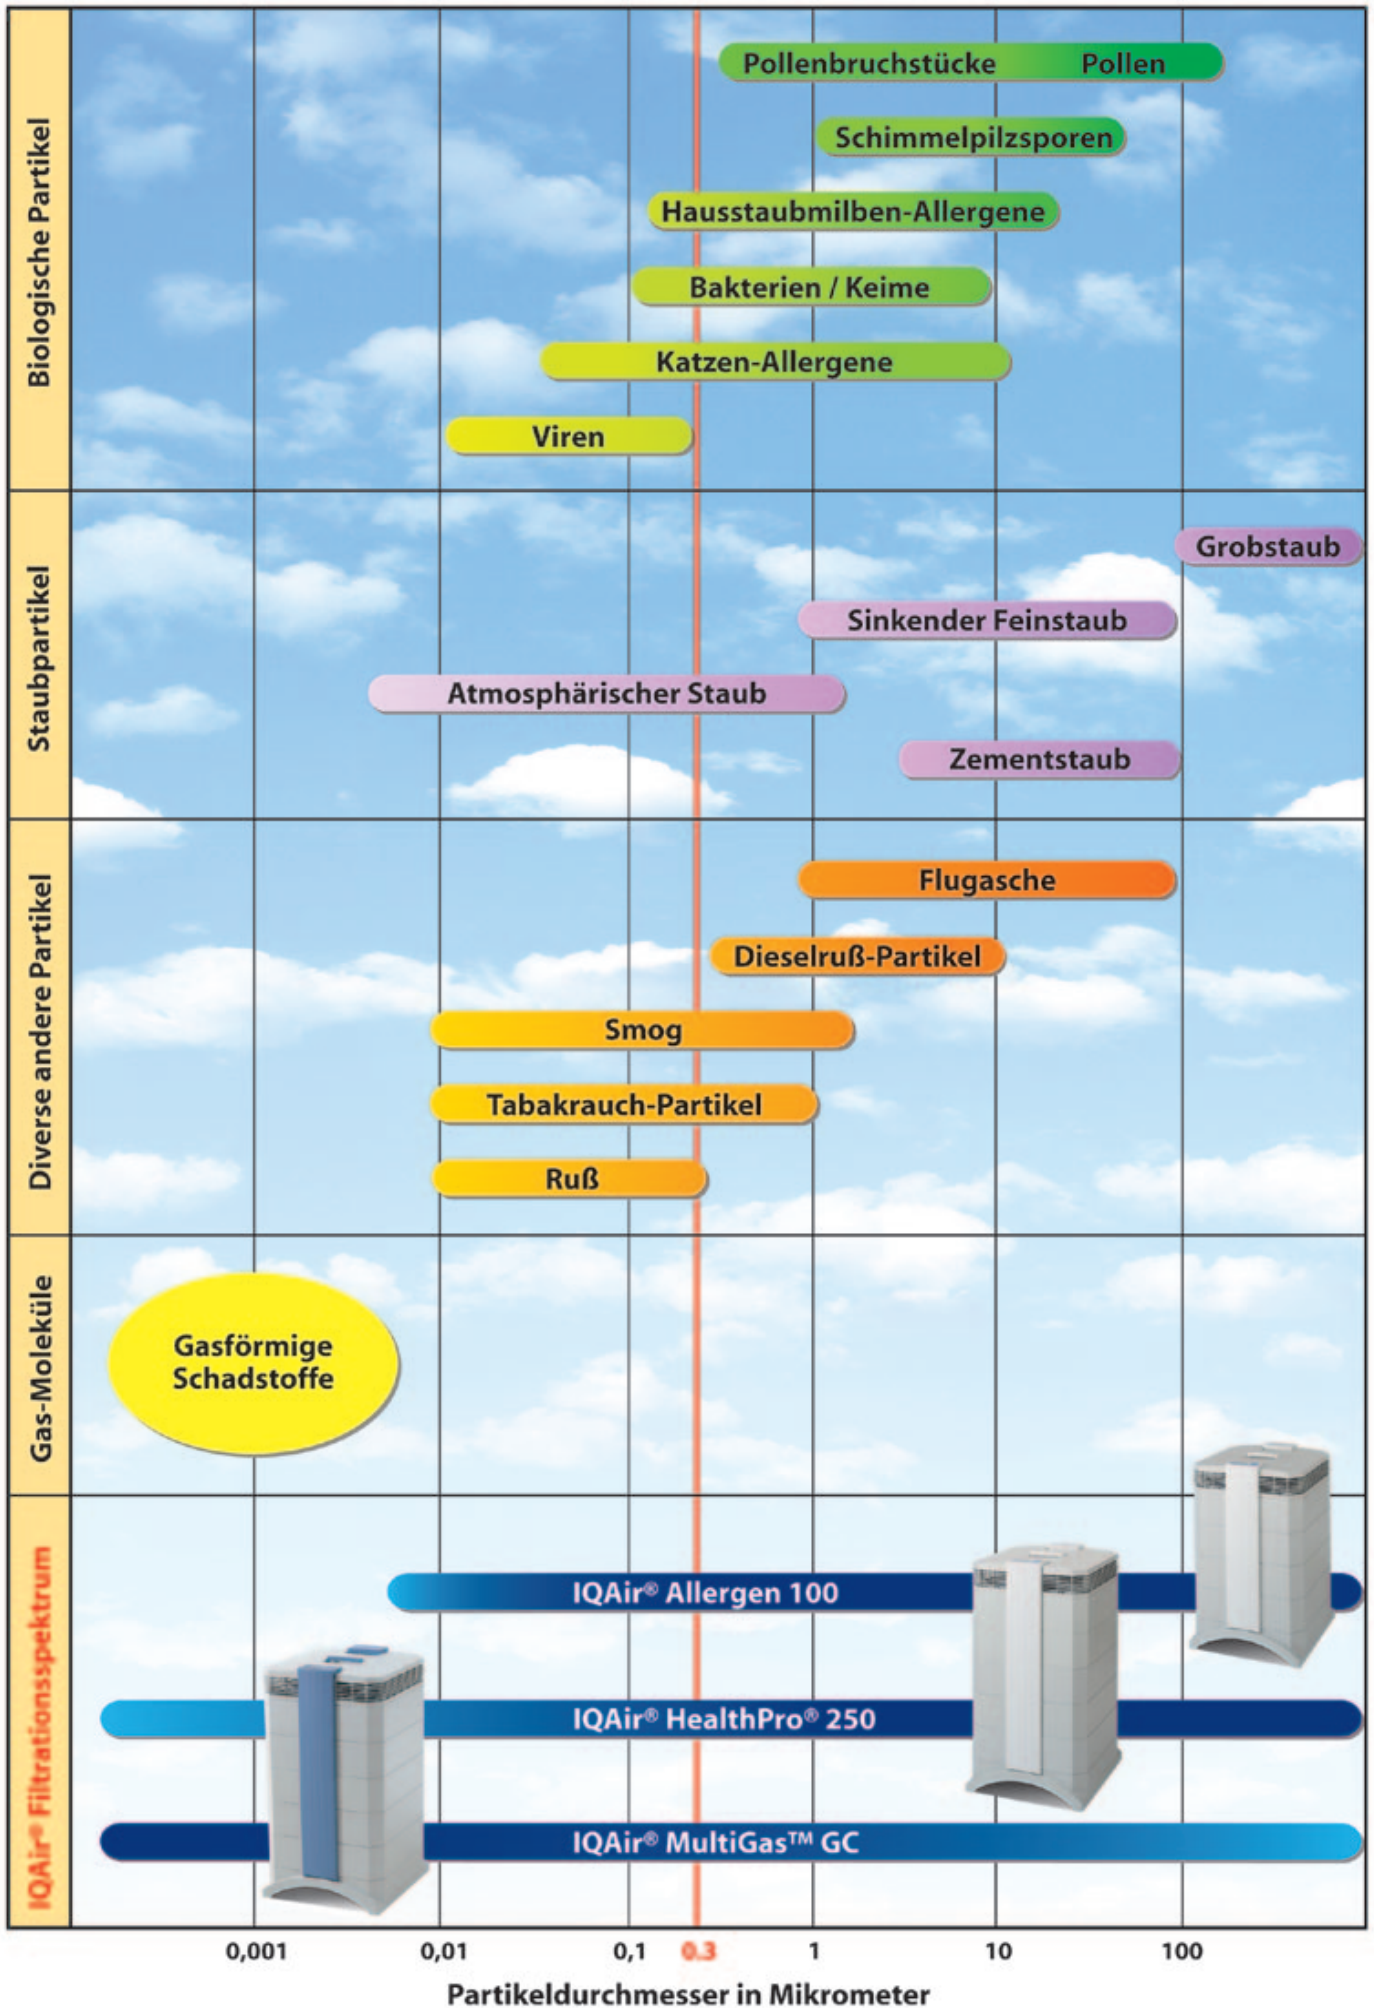 Biologische Partikel
Pollenbruchstücke Pollen
Schimmelpilzsporen
Hausstaubmilben-Allergene
Bakterien / Keime
Katzen-Allergene
Viren
Staubpartikel
Grobstaub
Sinkender Feinstaub
Atmosphärischer Staub
Zementstaub
Diverse andere Partikel
Flugasche
Dieselruß-Partikel
Smog
Tabakrauch-Partikel
Ruß
Gas-Moleküle
Gasförmige
Schadstoffe
IQAir® Filtrationsspektrum
IQAir® Allergen 100
IQAir® HealthPro® 250
IQAir® MultiGas™ GC
0,001 0,01 0,1 0.3 1 10 100
Partikeldurchmesser in Mikrometer